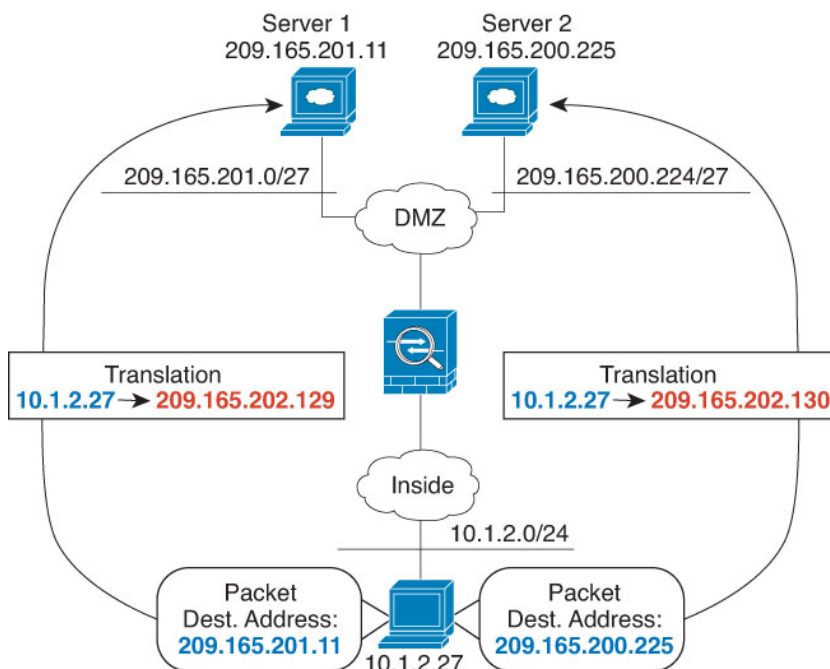 Server 1
209.165.201.11
Server 2
209.165.200.225
209.165.201.0/27
209.165.200.224/27
DMZ
Translation
10.1.2.27 → 209.165.202.129
Translation
10.1.2.27 → 209.165.202.130
Inside
10.1.2.0/24
Packet
Dest. Address:
209.165.201.11
Packet
Dest. Address:
209.165.200.225
10.1.2.27